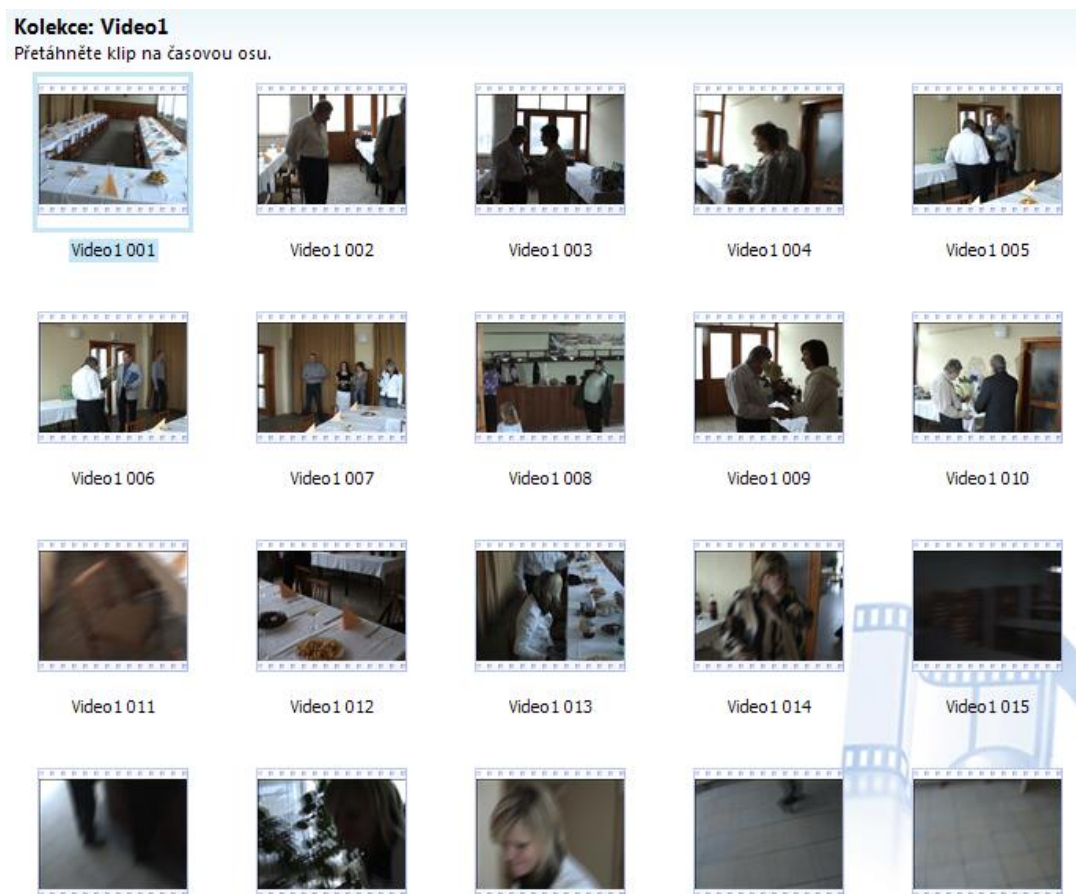 Kolekce: Video1
Přetáhněte klip na časovou osu.
Video1 001
Video1 002
Video1 003
Video1 004
Video1 005
Video1 006
Video1 007
Video1 008
Video1 009
Video1 010
Video1 011
Video1 012
Video1 013
Video1 014
Video1 015